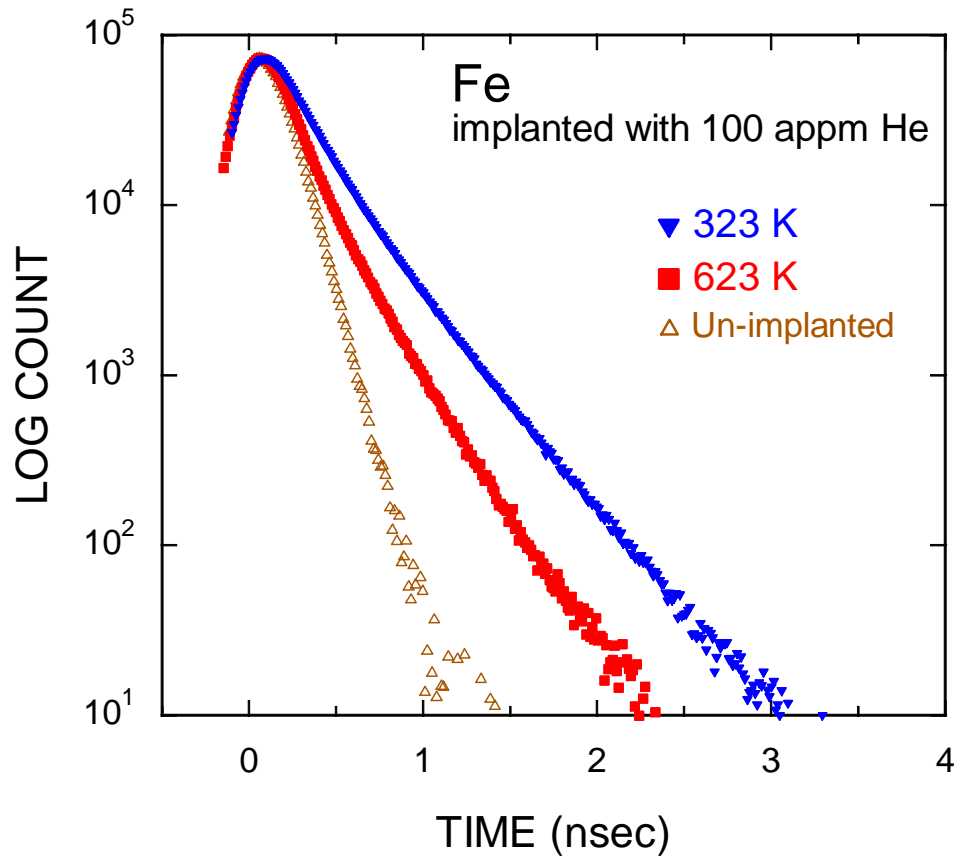 10^5
10^4
10^3
10^2
10^1
LOG COUNT
Fe
implanted with 100 appm He
323 K
623 K
Un-implanted
0 1 2 3 4
TIME (nsec)